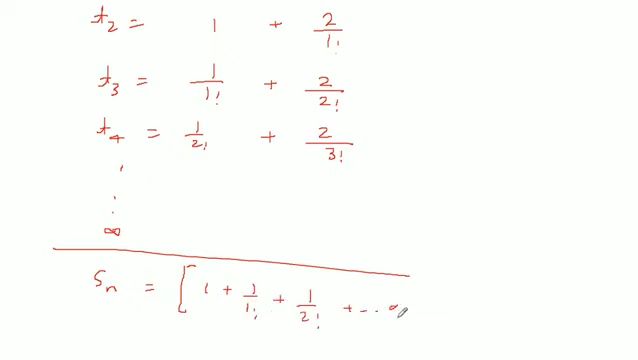 t₂ = 1 + 2/1!
t₃ = 1/1! + 2/2!
t₄ = 1/2! + 2/3!
∞
Sₙ = [ 1 + 1/1! + 1/2! + ... ∞